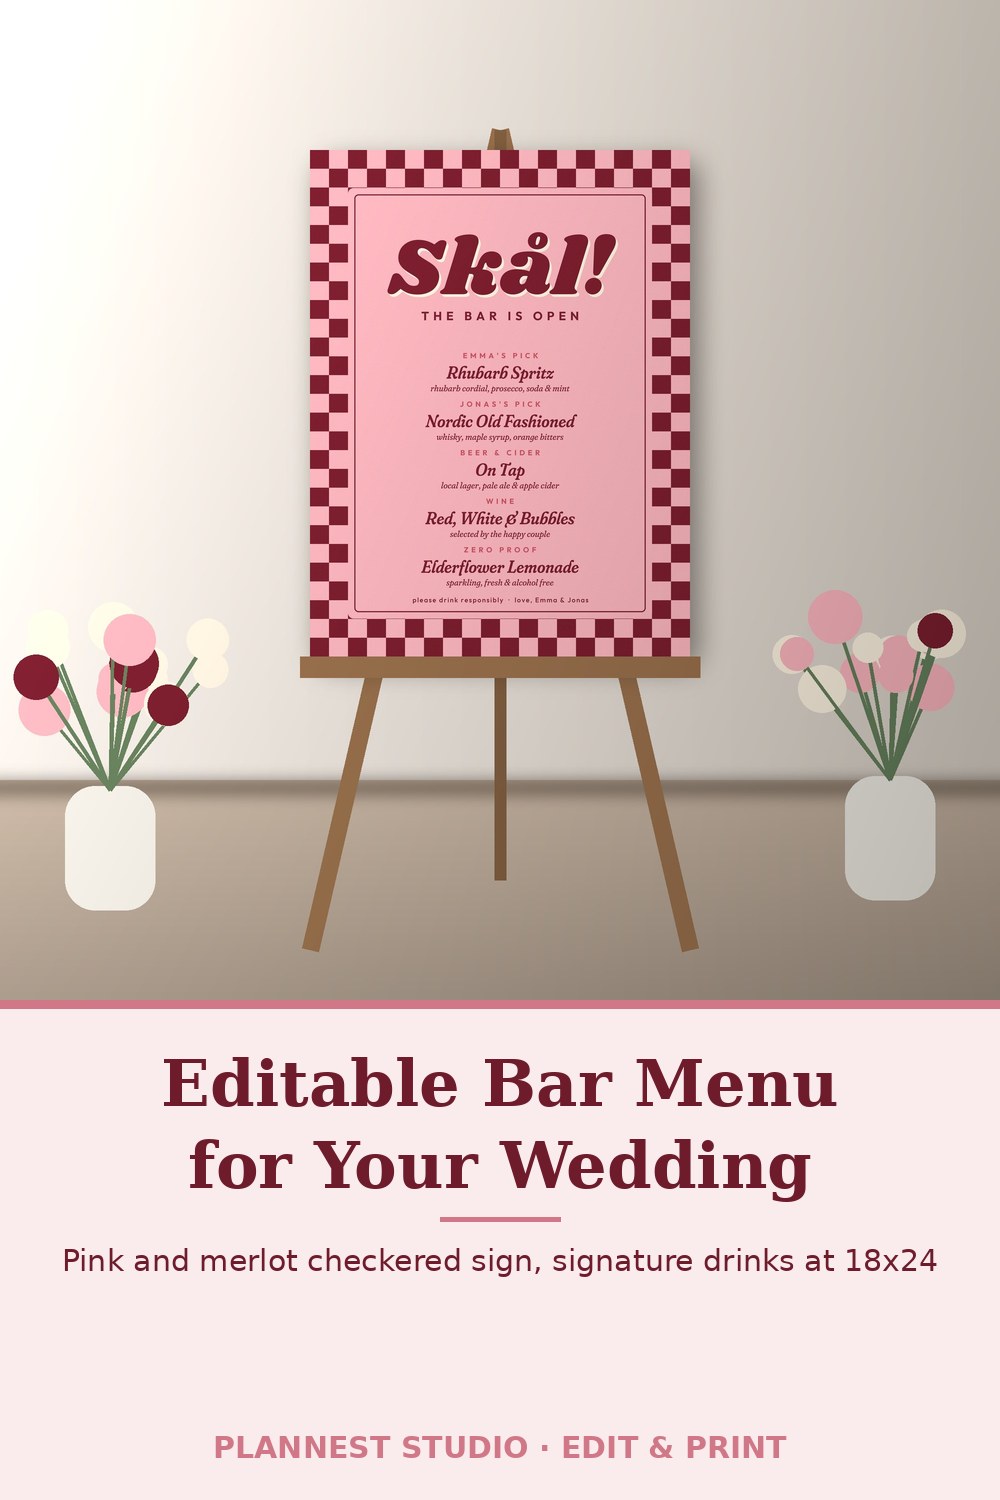 Skål!
THE BAR IS OPEN
EMMA'S PICK
Rhubarb Spritz
rhubarb cordial, prosecco, soda & mint
JONAS'S PICK
Nordic Old Fashioned
whisky, maple syrup, orange bitters
BEER & CIDER
On Tap
local lager, pale ale & apple cider
WINE
Red, White & Bubbles
selected by the happy couple
ZERO PROOF
Elderflower Lemonade
sparkling, fresh & alcohol free
please drink responsibly · love, Emma & Jonas
Editable Bar Menu
for Your Wedding
Pink and merlot checkered sign, signature drinks at 18x24
PLANNEST STUDIO · EDIT & PRINT